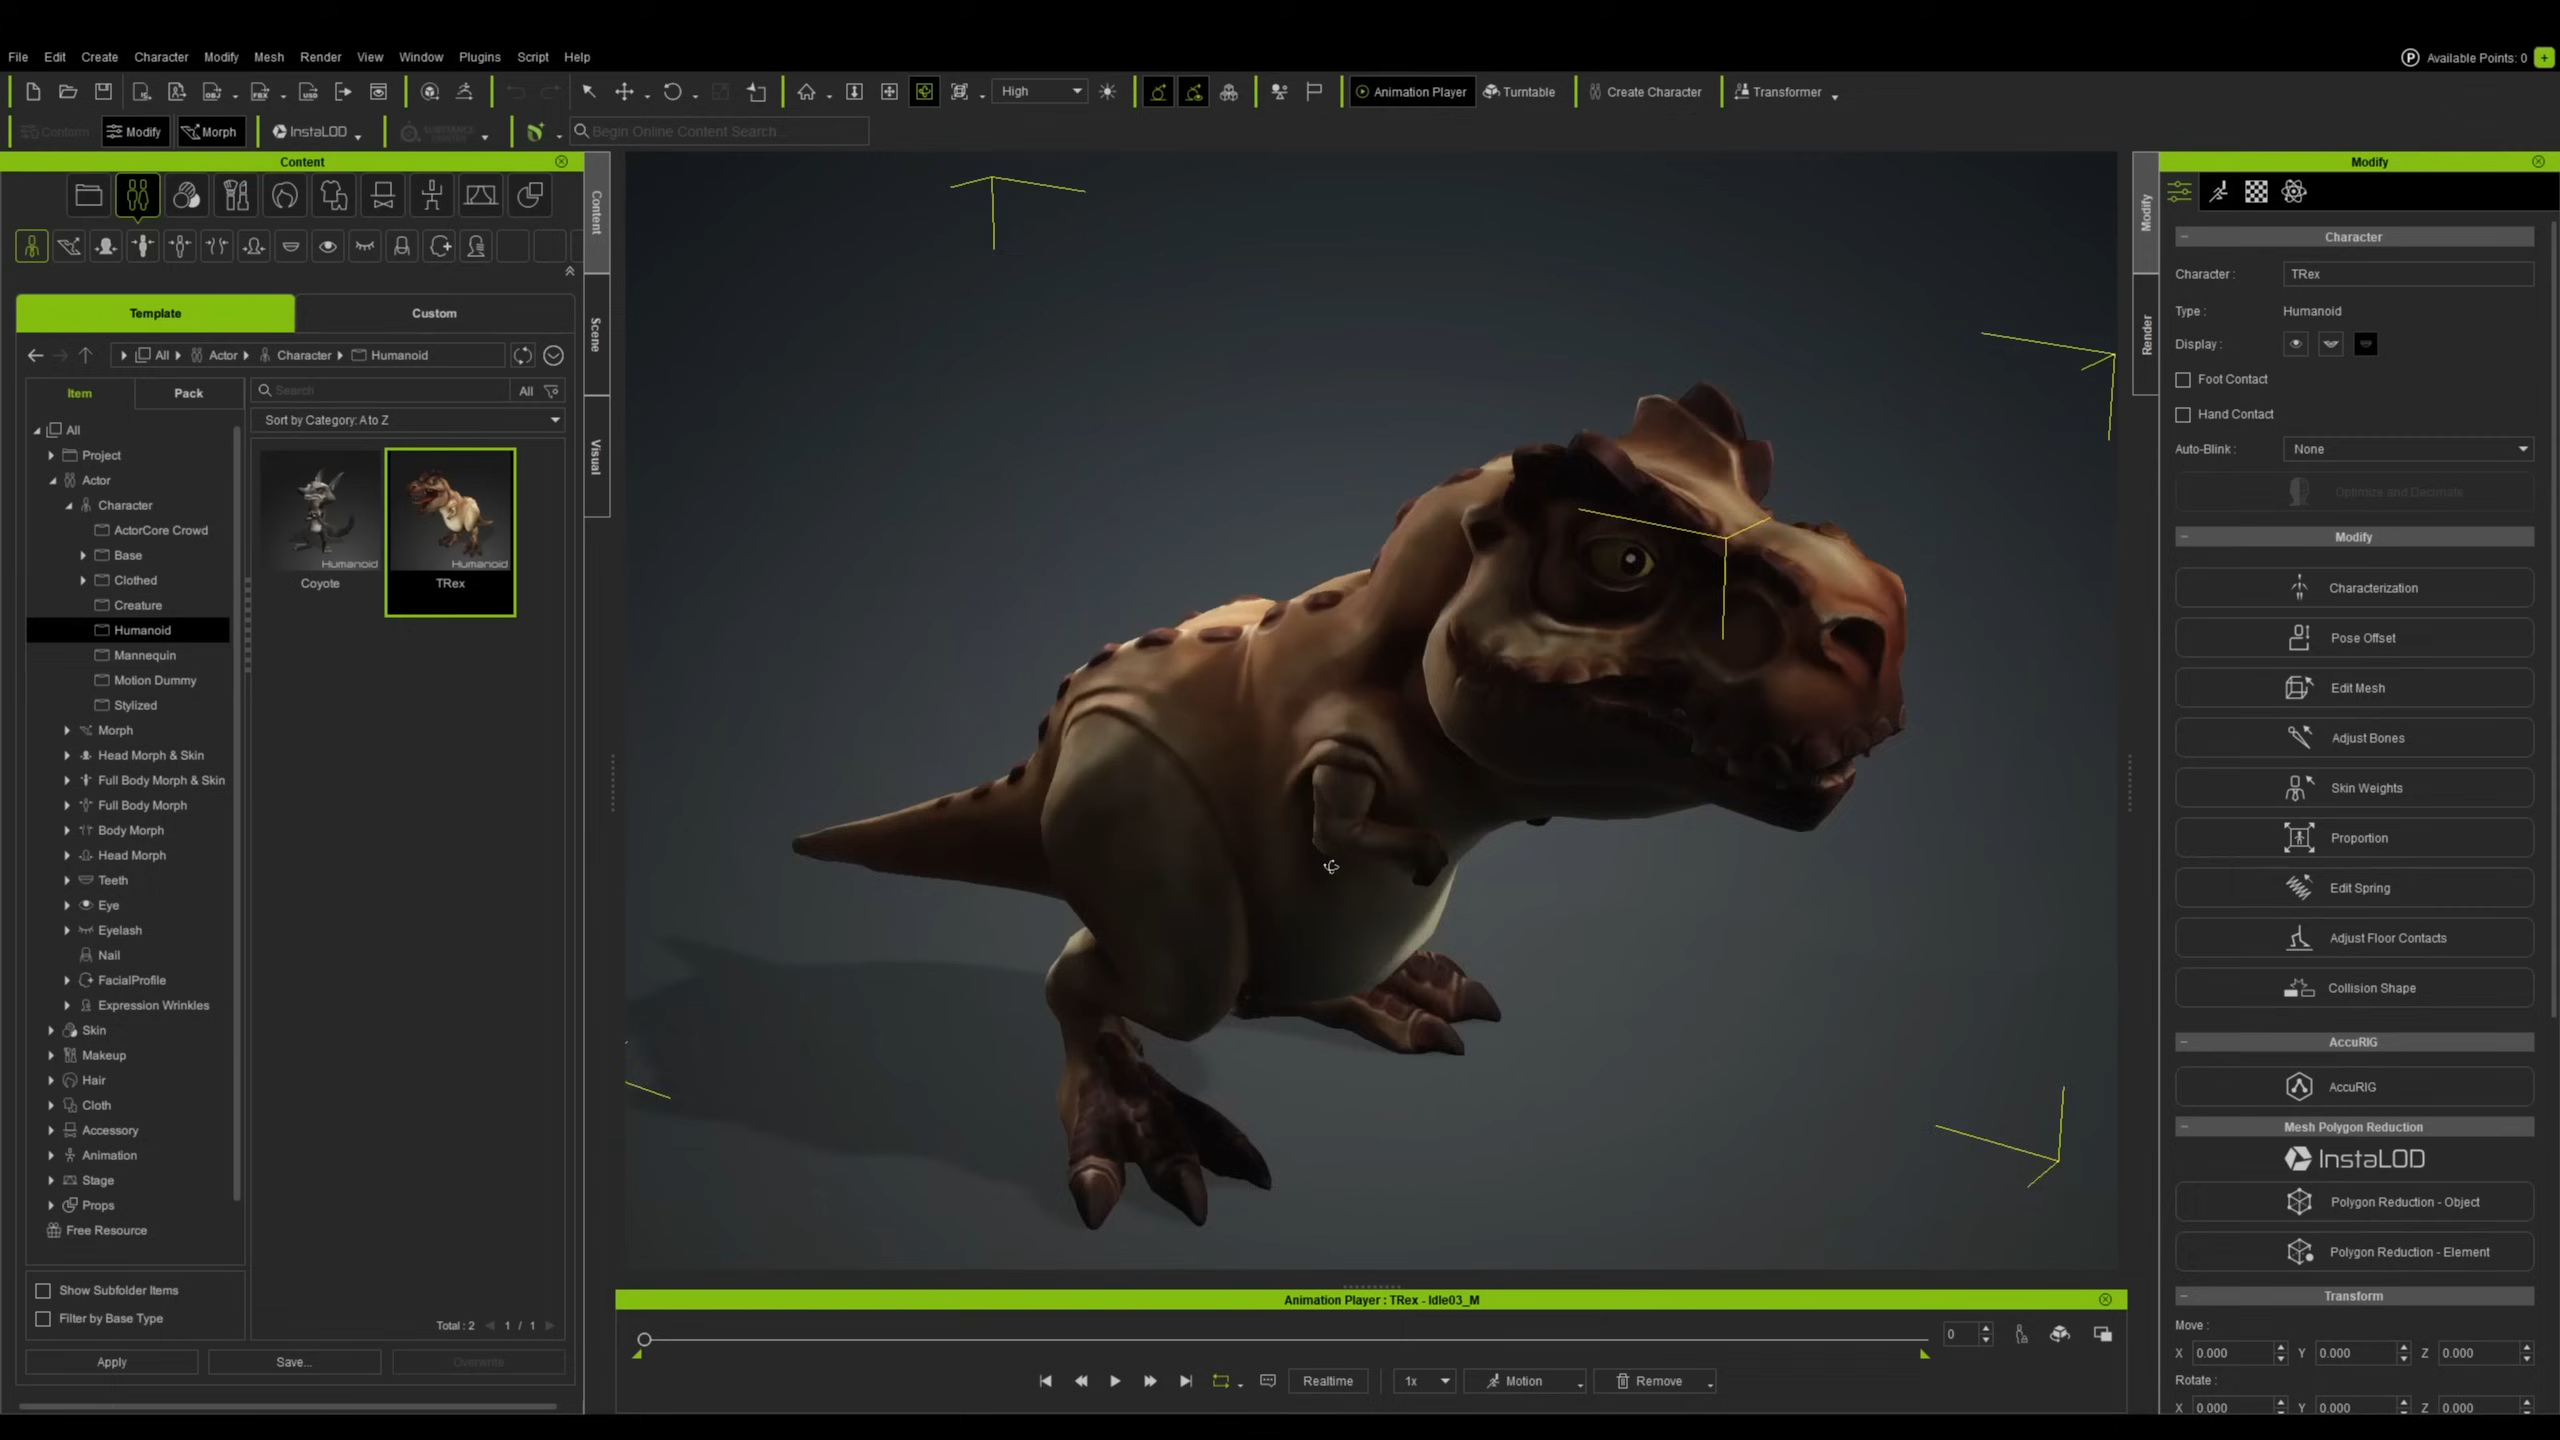 File Edit Create Character Modify Mesh Render View Window Plugins Script Help
Available Points: 0
High
Animation Player Turntable Create Character Transformer
Conform Modify Morph InstaLOD SUBSTANCE PAINTER Begin Online Content Search...
Content
Template Custom
All Actor Character Humanoid
Item Pack
Search All
Sort by Category: A to Z
All
Project
Actor
Character
ActorCore Crowd
Base
Clothed
Creature
Humanoid
Mannequin
Motion Dummy
Stylized
Morph
Head Morph & Skin
Full Body Morph & Skin
Full Body Morph
Body Morph
Head Morph
Teeth
Eye
Eyelash
Nail
FacialProfile
Expression Wrinkles
Skin
Makeup
Hair
Cloth
Accessory
Animation
Stage
Props
Free Resource
Humanoid
Coyote
Humanoid
TRex
Show Subfolder Items
Filter by Base Type
Total : 2 1 / 1
Apply Save... Overwrite
Content
Scene
Visual
Animation Player : TRex - Idle03_M
0
Realtime 1x Motion Remove
Modify
Render
Modify
Character
Character : TRex
Type : Humanoid
Display :
Foot Contact
Hand Contact
Auto-Blink : None
Optimize and Decimate
Modify
Characterization
Pose Offset
Edit Mesh
Adjust Bones
Skin Weights
Proportion
Edit Spring
Adjust Floor Contacts
Collision Shape
AccuRIG
AccuRIG
Mesh Polygon Reduction
InstaLOD
Polygon Reduction - Object
Polygon Reduction - Element
Transform
Move :
X 0.000 Y 0.000 Z 0.000
Rotate :
X 0.000 Y 0.000 Z 0.000